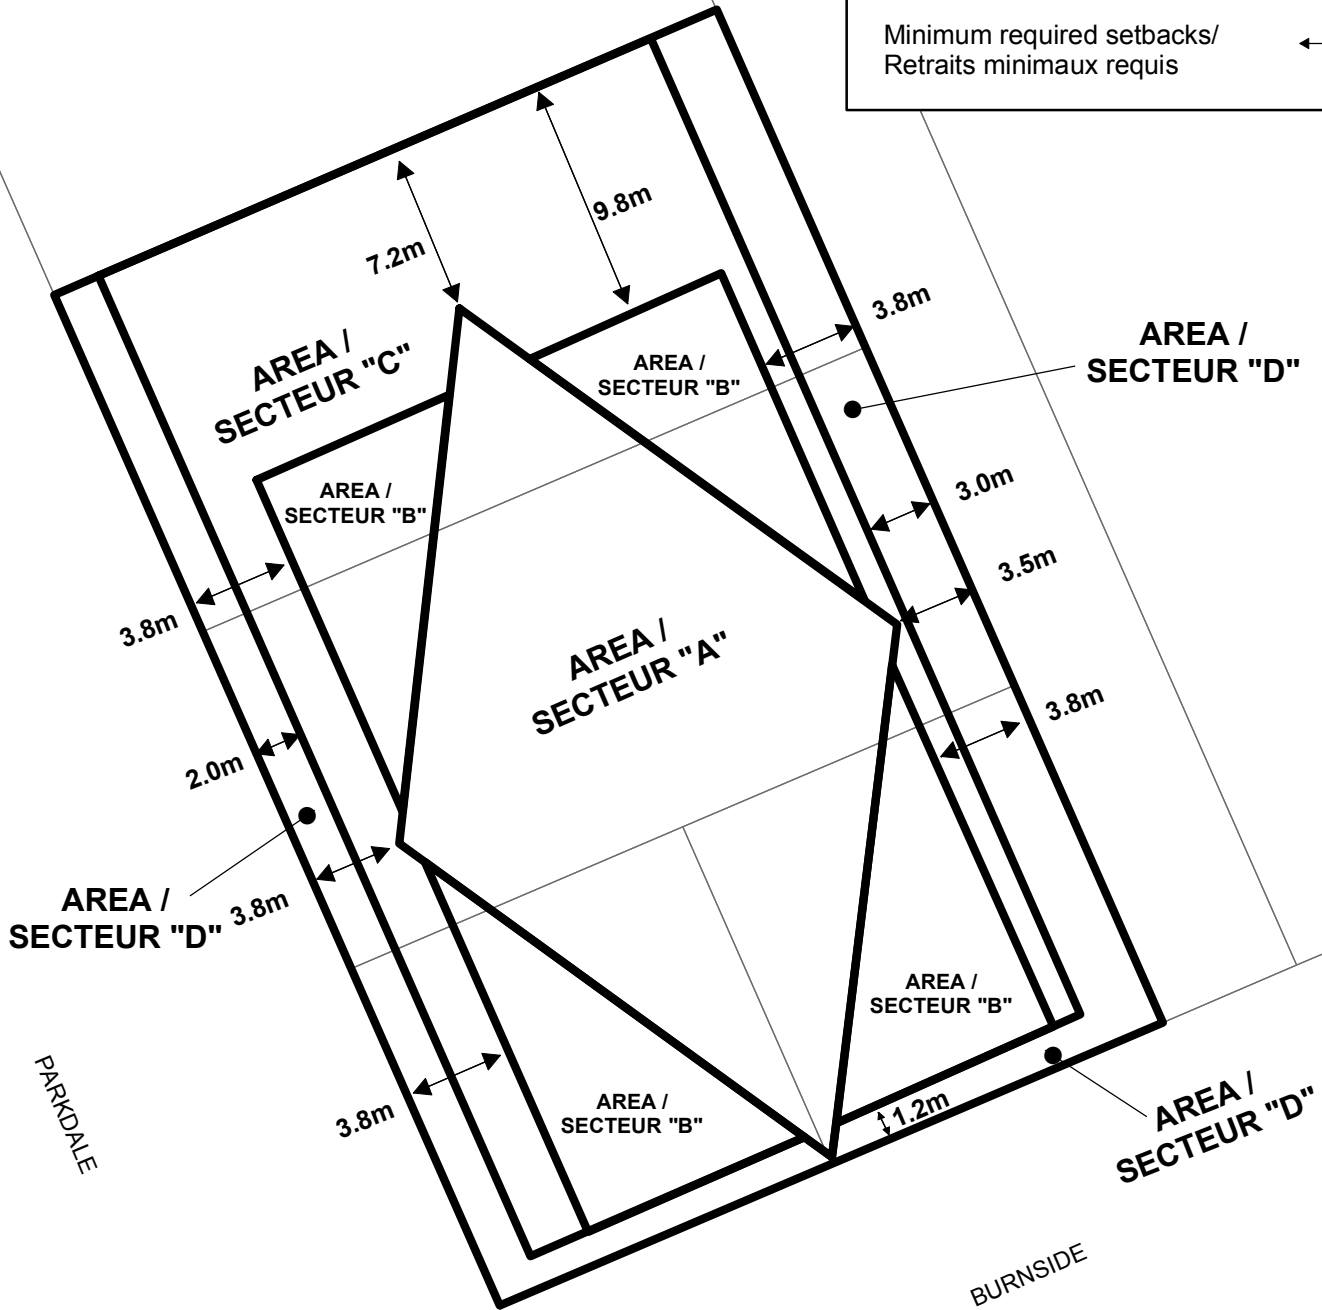 Minimum required setbacks/
Retraits minimaux requis
9.8m
7.2m
3.8m
AREA /
SECTEUR "D"
AREA /
SECTEUR "C"
AREA /
SECTEUR "B"
AREA /
SECTEUR "B"
3.0m
3.5m
3.8m
AREA /
SECTEUR "A"
3.8m
2.0m
AREA /
SECTEUR "D"
3.8m
AREA /
SECTEUR "B"
3.8m
AREA /
SECTEUR "B"
1.2m
AREA /
SECTEUR "D"
PARKDALE
BURNSIDE